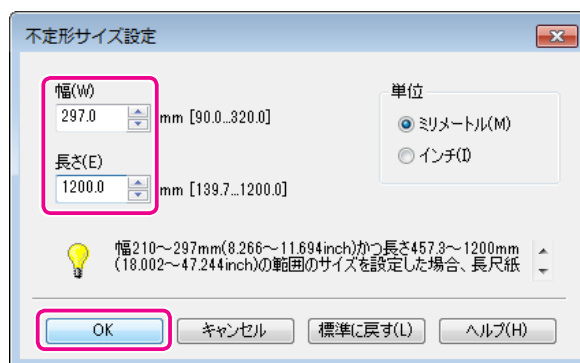 不定形サイズ設定
幅(W)
297.0 mm [90.0...320.0]
長さ(E)
1200.0 mm [139.7...1200.0]
単位
ミリメートル(M)
インチ(I)
幅210～297mm(8.266～11.694inch)かつ長さ457.3～1200mm
(18.002～47.244inch)の範囲のサイズを設定した場合、長尺紙
OK キャンセル 標準に戻す(L) ヘルプ(H)